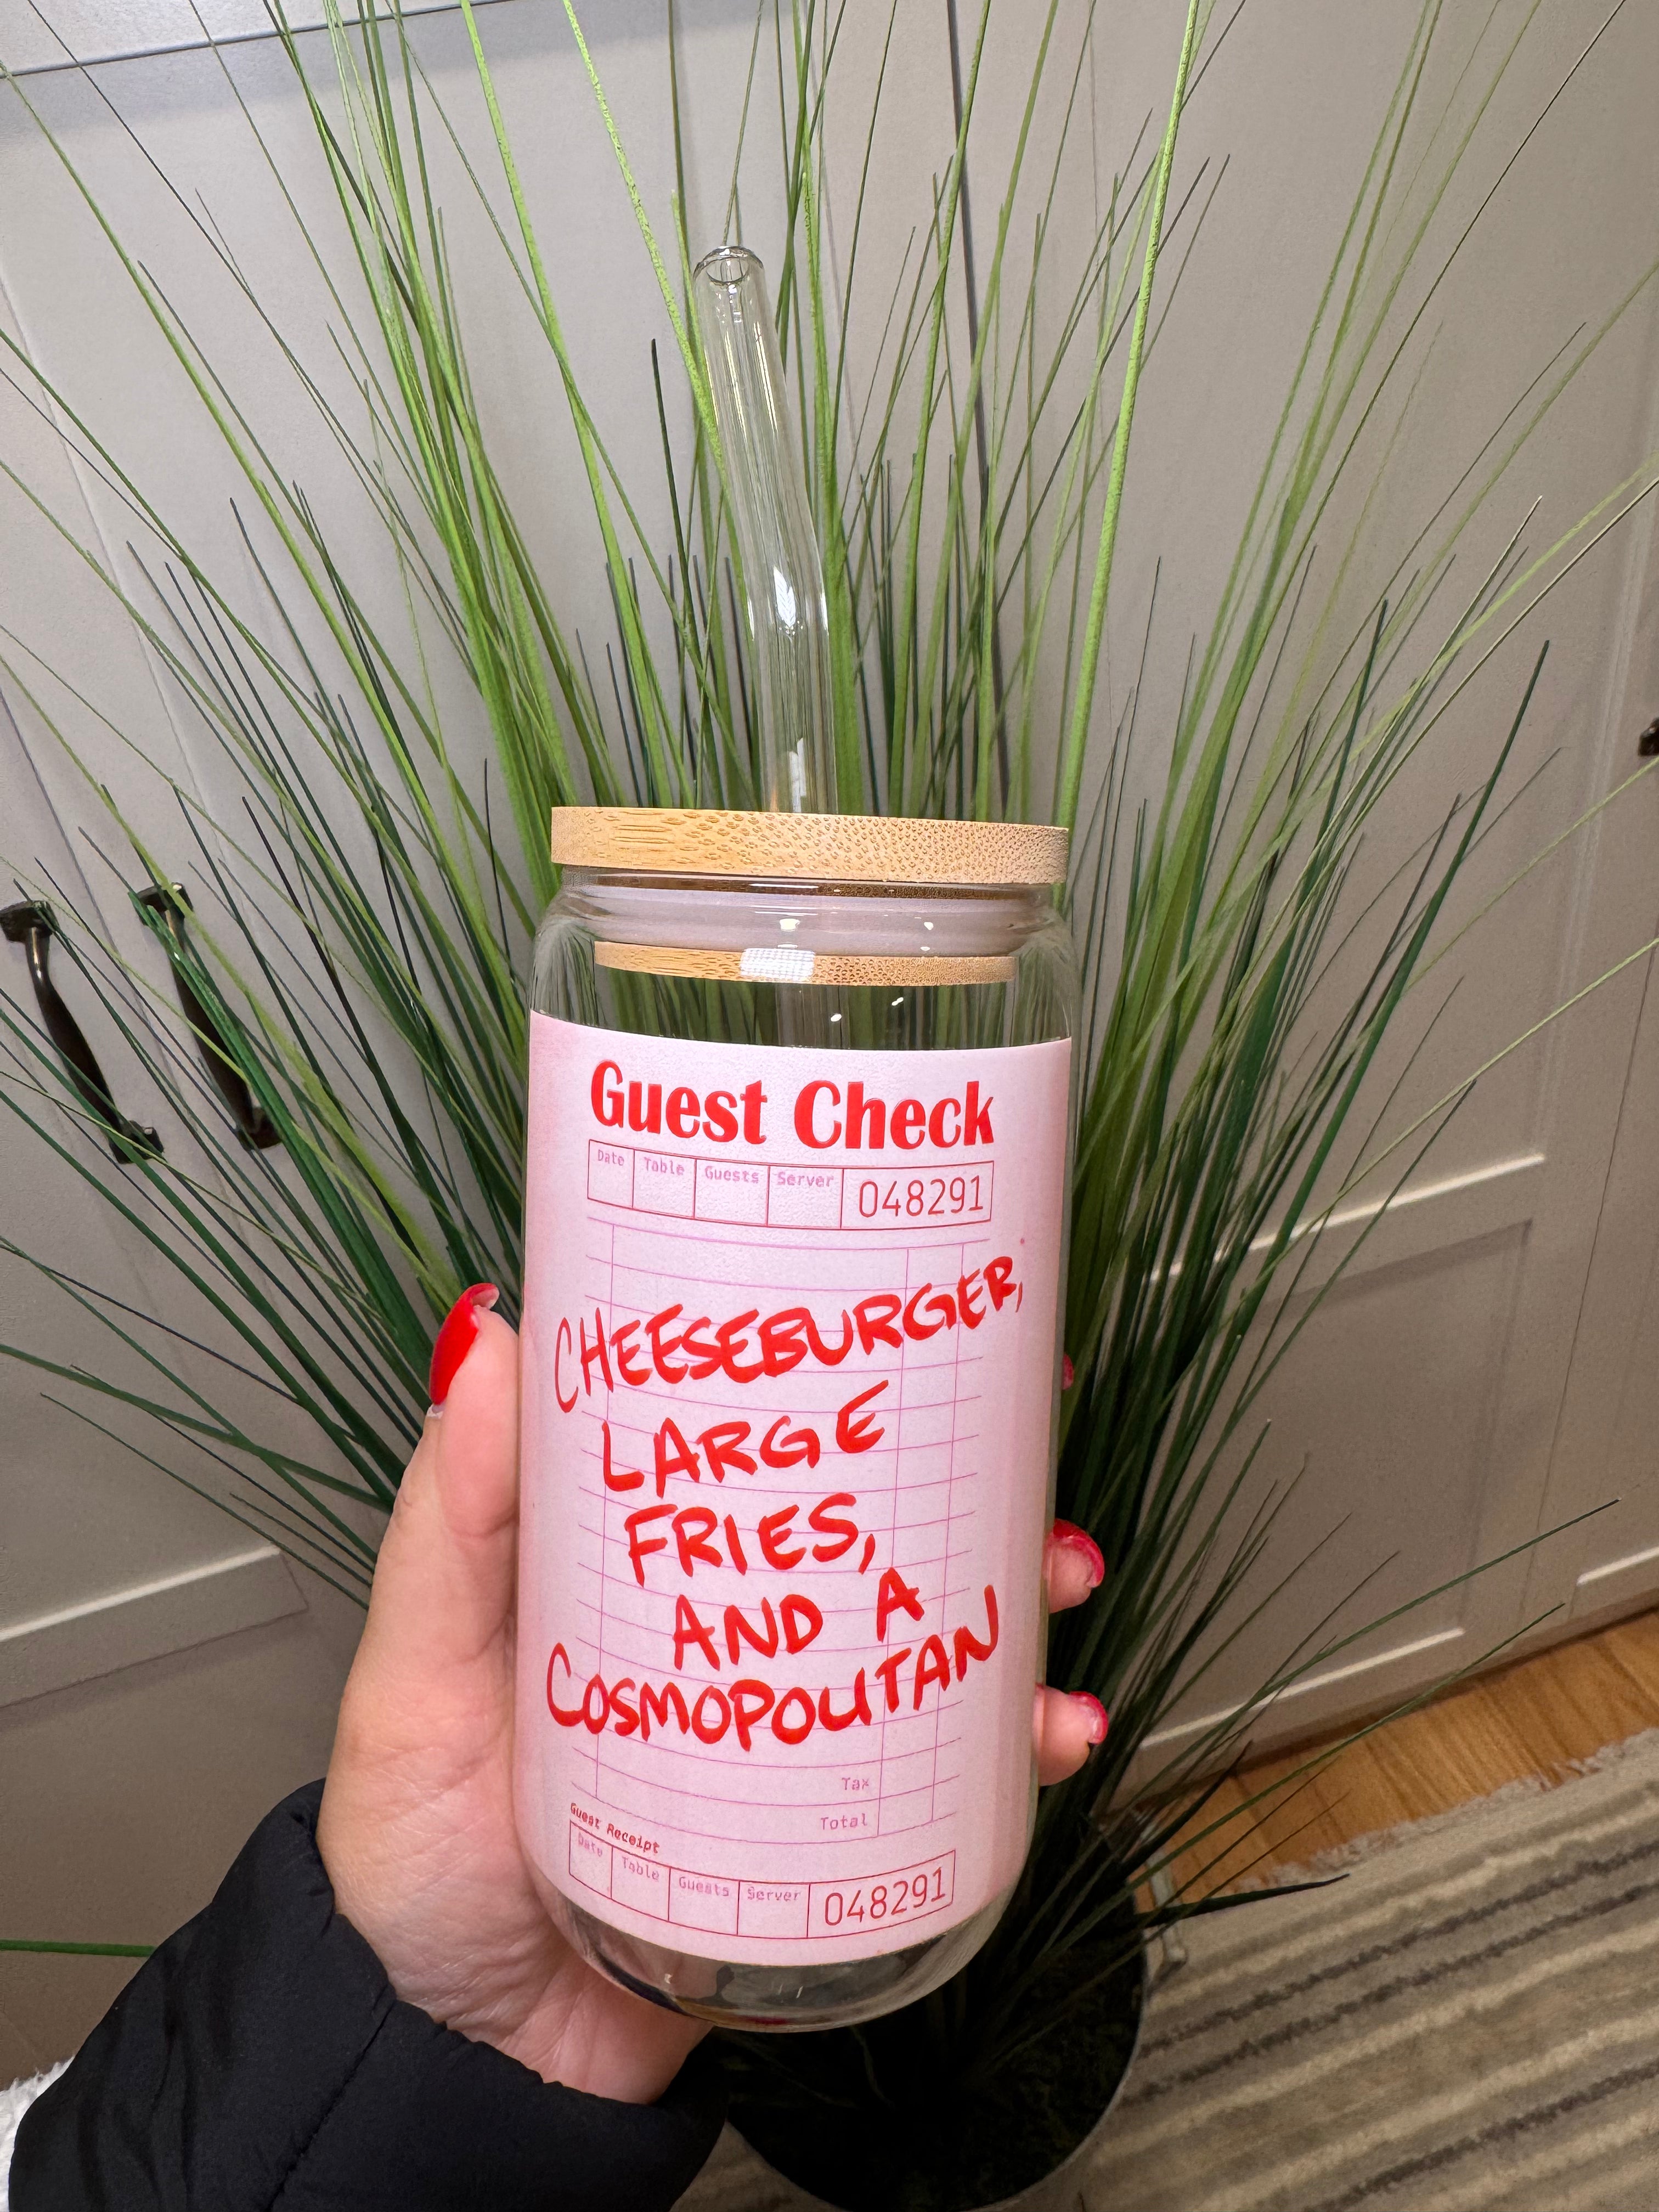 Guest Check
Date Table Guests Server 048291
CHEESEBURGER,
LARGE
FRIES,
AND A
COSMOPOLITAN
Tax
Total
Guest Receipt
Date Table Guests Server 048291